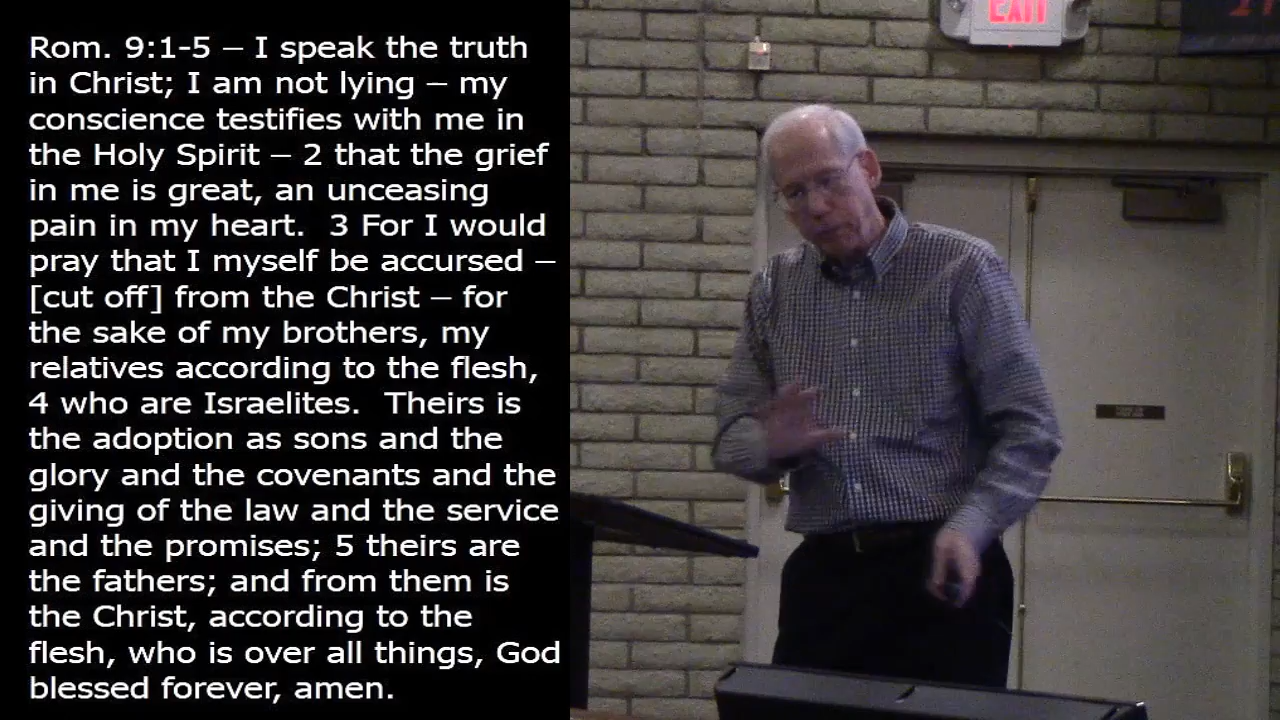 Rom. 9:1-5 – I speak the truth
in Christ; I am not lying – my
conscience testifies with me in
the Holy Spirit – 2 that the grief
in me is great, an unceasing
pain in my heart.  3 For I would
pray that I myself be accursed –
[cut off] from the Christ – for
the sake of my brothers, my
relatives according to the flesh,
4 who are Israelites.  Theirs is
the adoption as sons and the
glory and the covenants and the
giving of the law and the service
and the promises; 5 theirs are
the fathers; and from them is
the Christ, according to the
flesh, who is over all things, God
blessed forever, amen.
EXIT